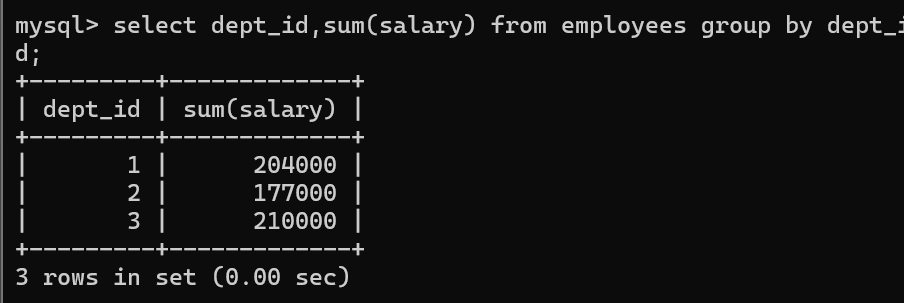 mysql> select dept_id,sum(salary) from employees group by dept_i
d;
+---------+-------------+
| dept_id | sum(salary) |
+---------+-------------+
|       1 |      204000 |
|       2 |      177000 |
|       3 |      210000 |
+---------+-------------+
3 rows in set (0.00 sec)